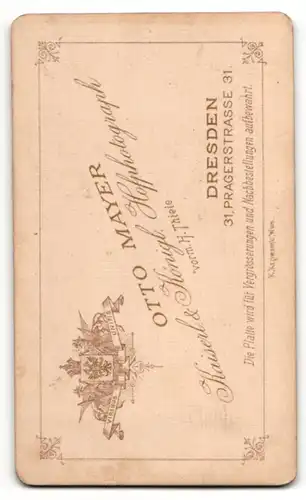 OTTO MAYER
Kaiserl. & Königl. Hofphotograph
vorm. H. Thiele
DRESDEN
31, PRAGERSTRASSE 31.
Die Platte wird für Vergrösserungen und Nachbestellungen aufbewahrt.